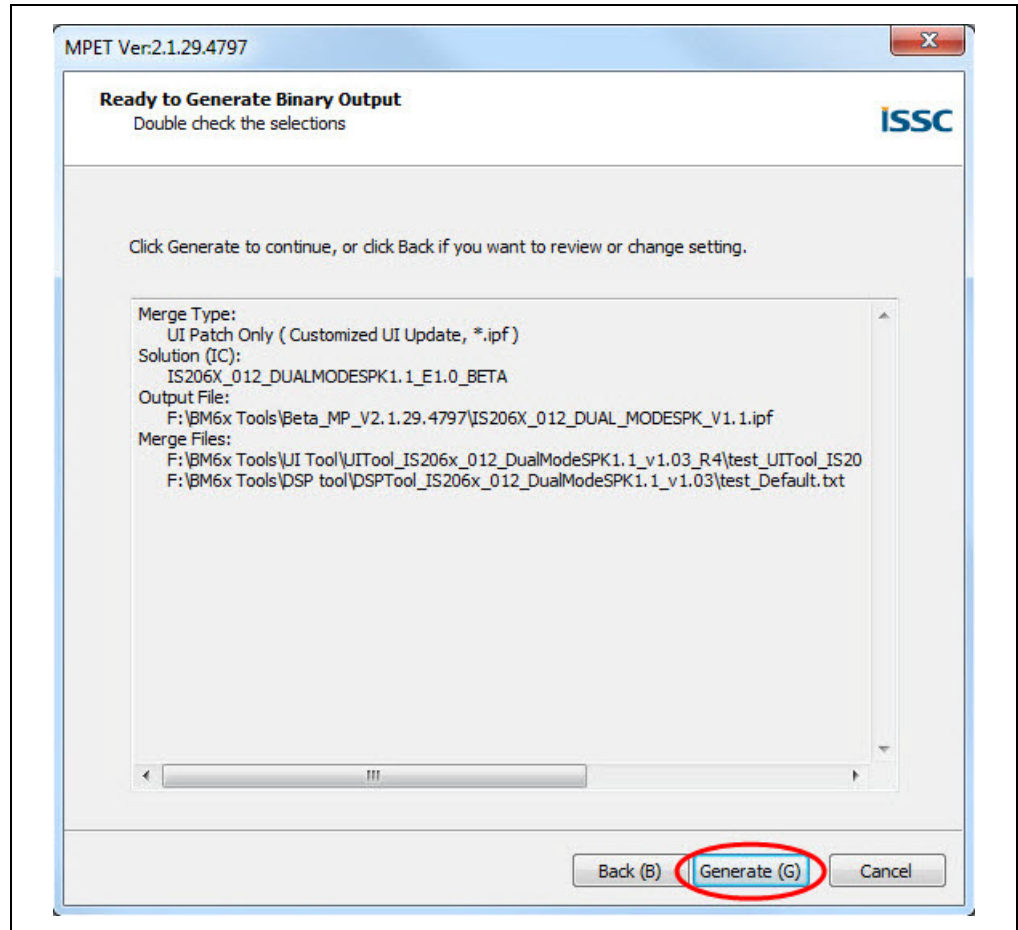 MPET Ver:2.1.29.4797
Ready to Generate Binary Output
Double check the selections
issc
Click Generate to continue, or click Back if you want to review or change setting.
Merge Type:
UI Patch Only ( Customized UI Update, *.ipf )
Solution (IC):
IS206X_012_DUALMODESPK1.1_E1.0_BETA
Output File:
F:\BM6x Tools\Beta_MP_V2.1.29.4797\IS206X_012_DUAL_MODESPK_V1.1.ipf
Merge Files:
F:\BM6x Tools\UI Tool\UITool_IS206x_012_DualModeSPK1.1_v1.03_R4\test_UITool_IS20
F:\BM6x Tools\DSP tool\DSPTool_IS206x_012_DualModeSPK1.1_v1.03\test_Default.txt
Back (B) Generate (G) Cancel